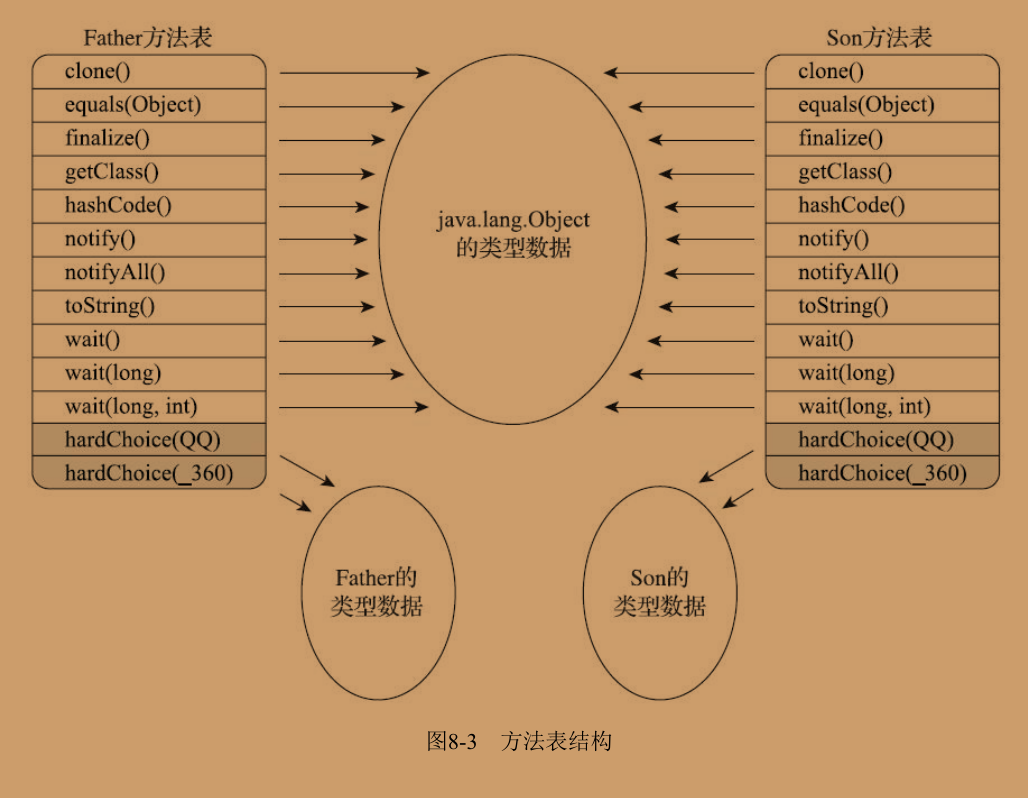 Father方法表
clone()
equals(Object)
finalize()
getClass()
hashCode()
notify()
notifyAll()
toString()
wait()
wait(long)
wait(long, int)
hardChoice(QQ)
hardChoice(_360)
java.lang.Object
的类型数据
Son方法表
clone()
equals(Object)
finalize()
getClass()
hashCode()
notify()
notifyAll()
toString()
wait()
wait(long)
wait(long, int)
hardChoice(QQ)
hardChoice(_360)
Father的
类型数据
Son的
类型数据
图8-3 方法表结构